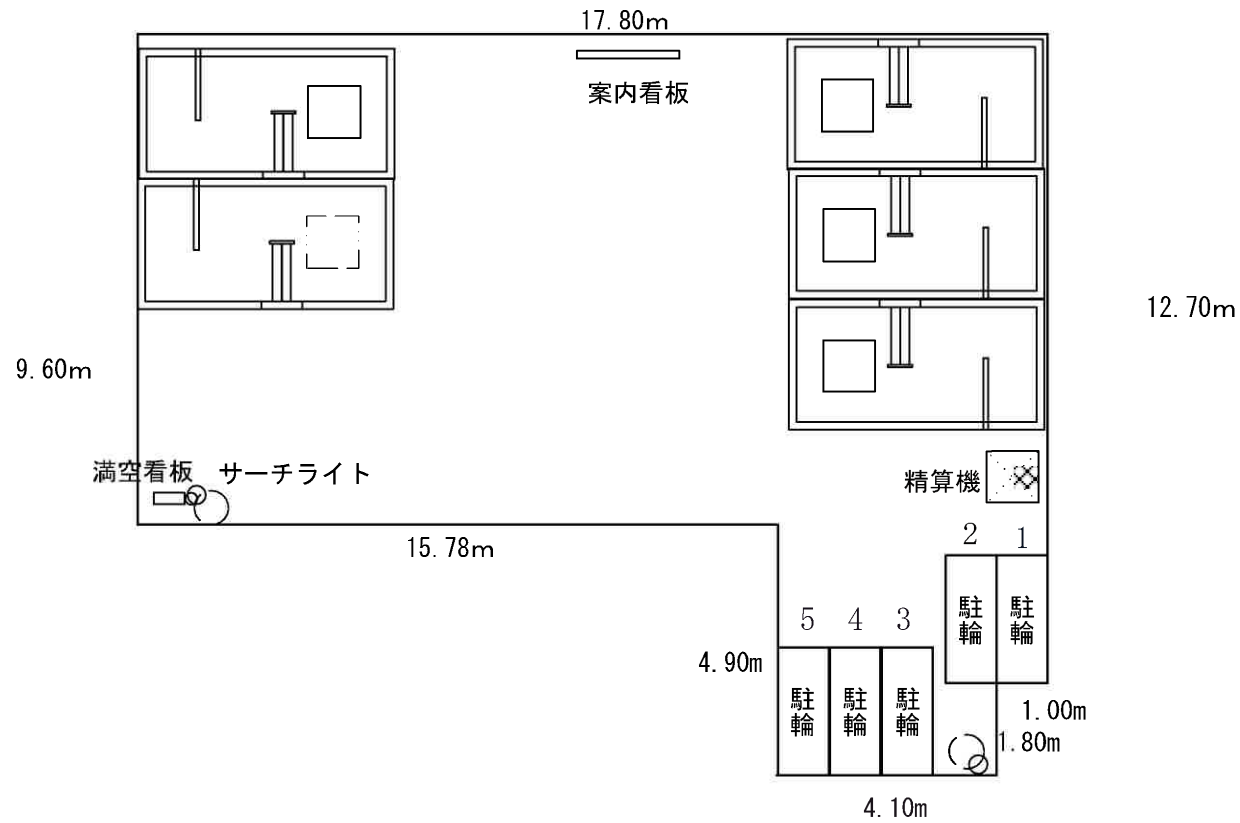 17.80m
案内看板
12.70m
9.60m
満空看板
サーチライト
精算機
15.78m
2
1
駐輪
駐輪
5
4
3
4.90m
駐輪
駐輪
駐輪
1.00m
1.80m
4.10m